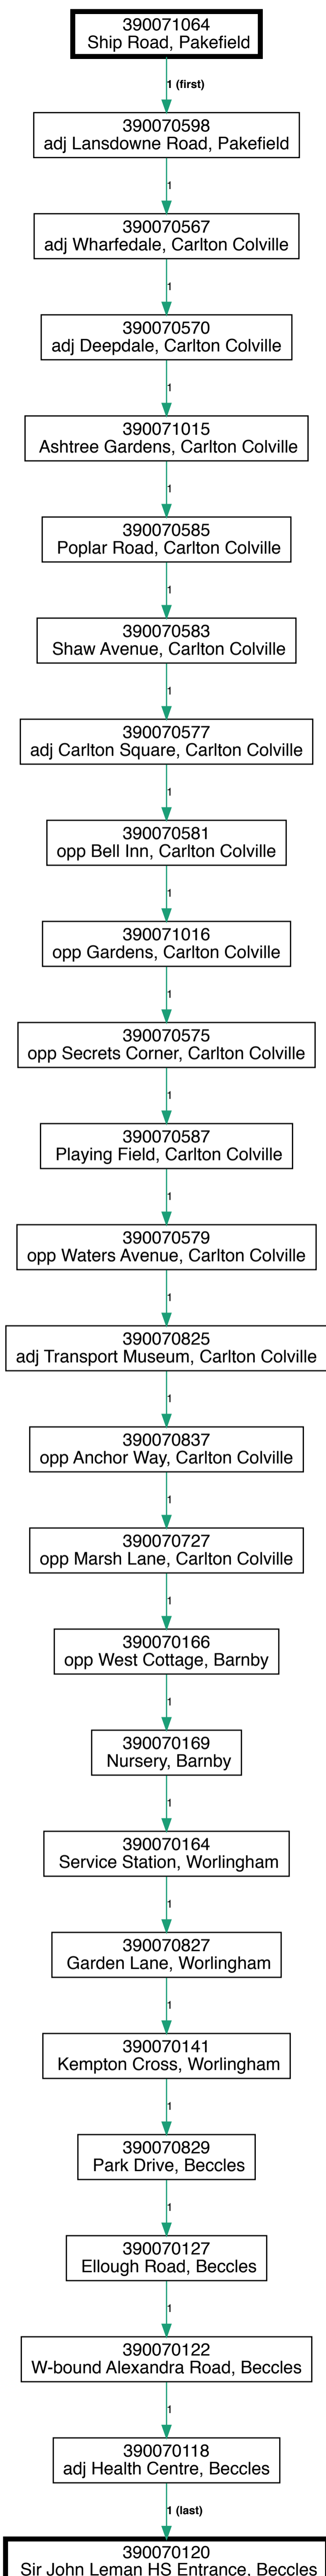 390071064
Ship Road, Pakefield
1 (first)
390070598
adj Lansdowne Road, Pakefield
1
390070567
adj Wharfedale, Carlton Colville
1
390070570
adj Deepdale, Carlton Colville
1
390071015
Ashtree Gardens, Carlton Colville
1
390070585
Poplar Road, Carlton Colville
1
390070583
Shaw Avenue, Carlton Colville
1
390070577
adj Carlton Square, Carlton Colville
1
390070581
opp Bell Inn, Carlton Colville
1
390071016
opp Gardens, Carlton Colville
1
390070575
opp Secrets Corner, Carlton Colville
1
390070587
Playing Field, Carlton Colville
1
390070579
opp Waters Avenue, Carlton Colville
1
390070825
adj Transport Museum, Carlton Colville
1
390070837
opp Anchor Way, Carlton Colville
1
390070727
opp Marsh Lane, Carlton Colville
1
390070166
opp West Cottage, Barnby
1
390070169
Nursery, Barnby
1
390070164
Service Station, Worlingham
1
390070827
Garden Lane, Worlingham
1
390070141
Kempton Cross, Worlingham
1
390070829
Park Drive, Beccles
1
390070127
Ellough Road, Beccles
1
390070122
W-bound Alexandra Road, Beccles
1
390070118
adj Health Centre, Beccles
1 (last)
390070120
Sir John Leman HS Entrance, Beccles